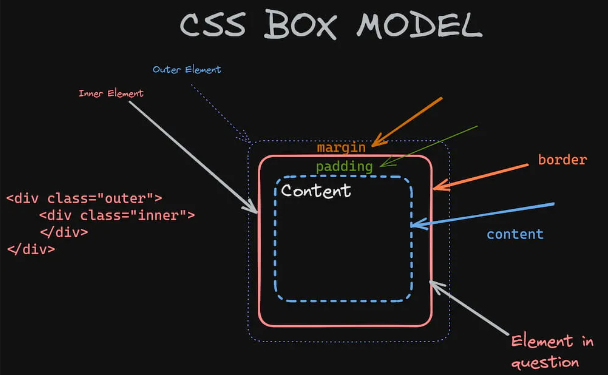 CSS BOX MODEL
Outer Element
Inner Element
margin
padding
border
Content
<div class="outer">
<div class="inner">
</div>
</div>
content
Element in
question